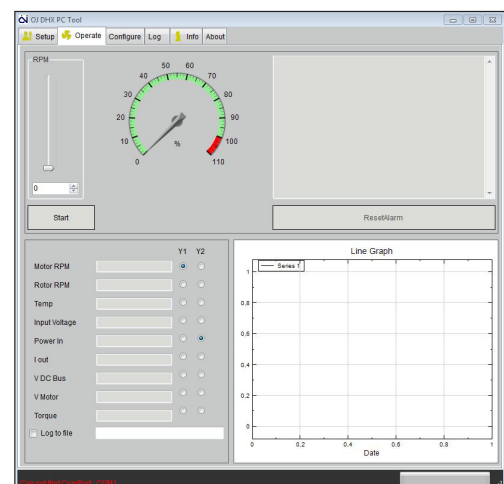 OJ DHX PC Tool
Setup Operate Configure Log Info About
RPM
0
Start
0 10 20 30 40 50 60 70 80 90 100 110
%
ResetAlarm
Y1 Y2
Motor RPM
Rotor RPM
Temp
Input Voltage
Power In
I out
V DC Bus
V Motor
Torque
Log to file
Line Graph
Series 1
1
0,8
0,6
0,4
0,2
0
0 0,2 0,4 0,6 0,8 1
Date